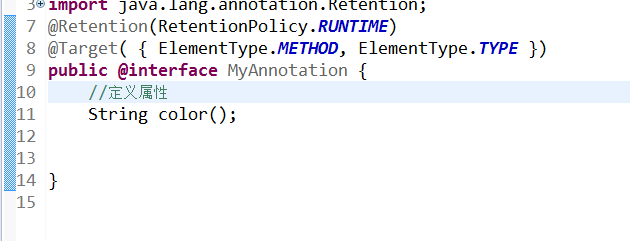 3 import java.lang.annotation.Retention;
7 @Retention(RetentionPolicy.RUNTIME)
8 @Target( { ElementType.METHOD, ElementType.TYPE })
9 public @interface MyAnnotation {
10 //定义属性
11 String color();
12
13
14 }
15